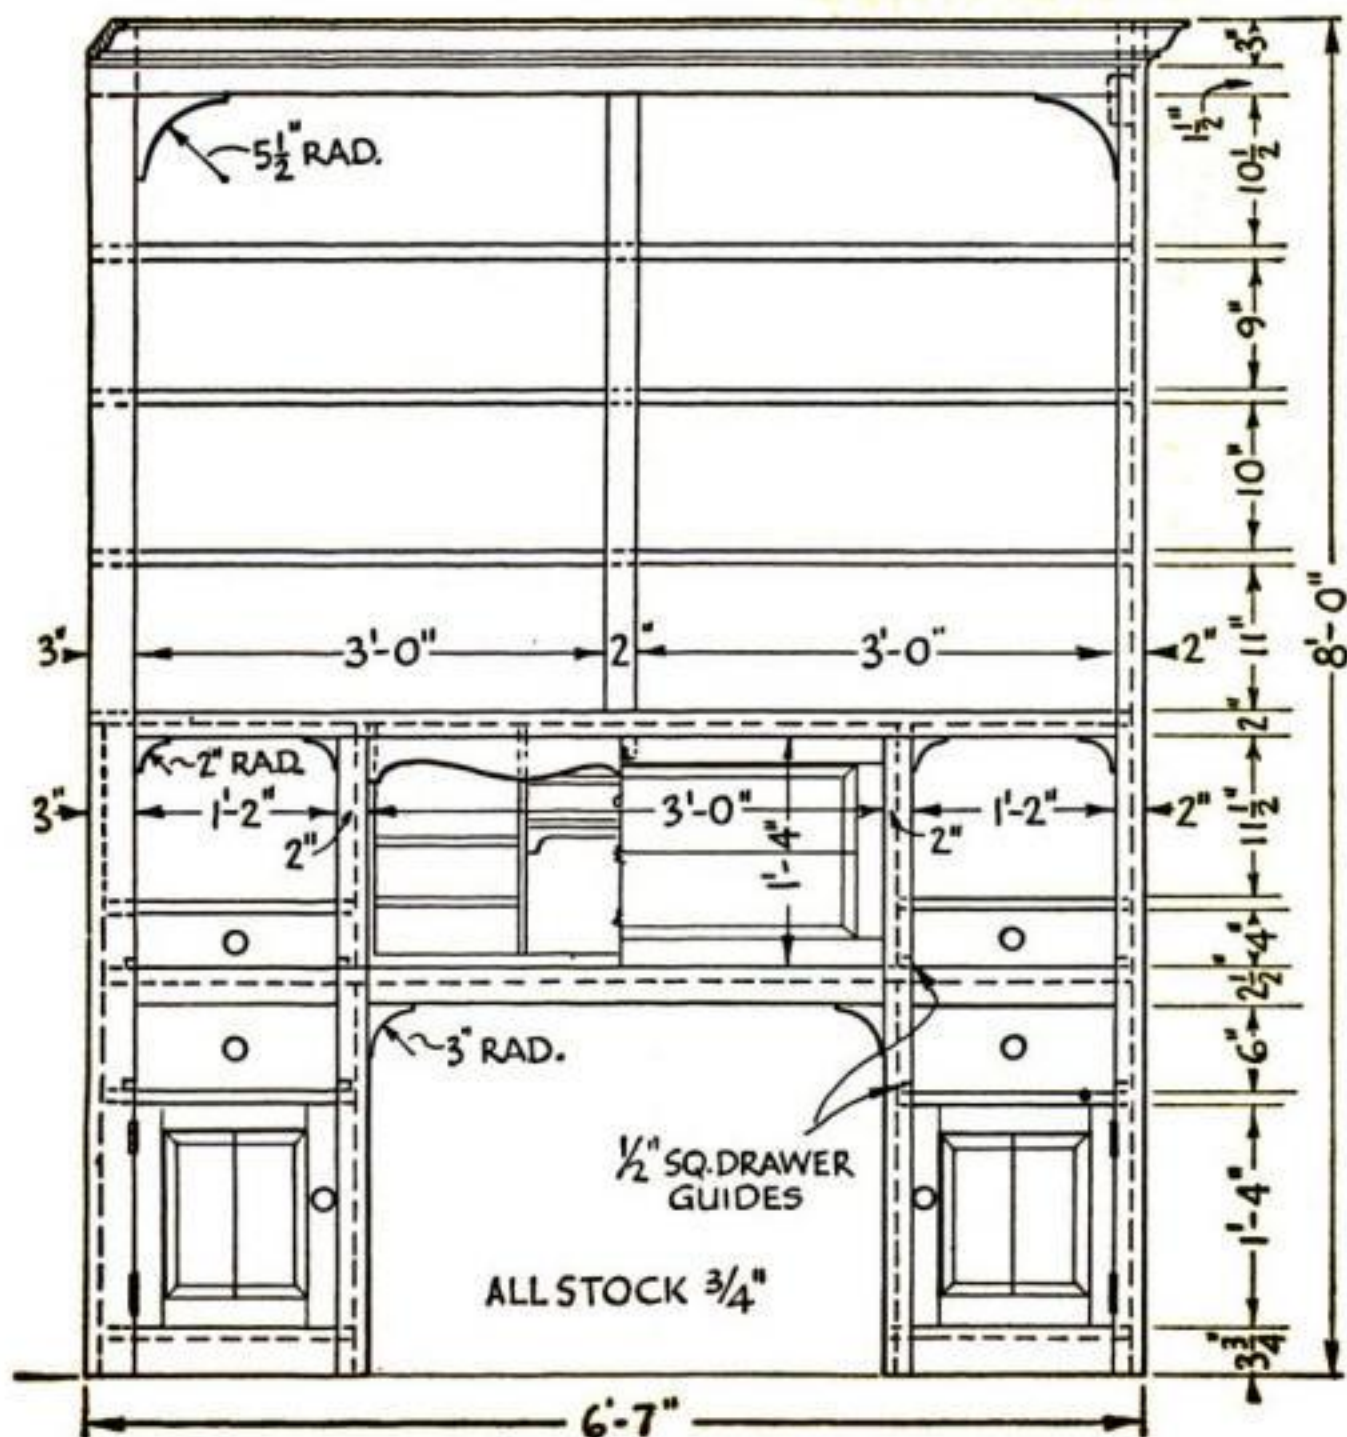 3"
1½"
5½" RAD.
10½"
9"
10"
3" 3'-0" 2" 3'-0" 2"
11"
8'-0"
2"
2" RAD.
3" 1'-2" 2" 3'-0" 2" 1'-2" 2"
1'-4"
11½"
4"
2½"
3" RAD.
6"
½" SQ. DRAWER
GUIDES
1'-4"
ALL STOCK ¾"
3¾"
6'-7"